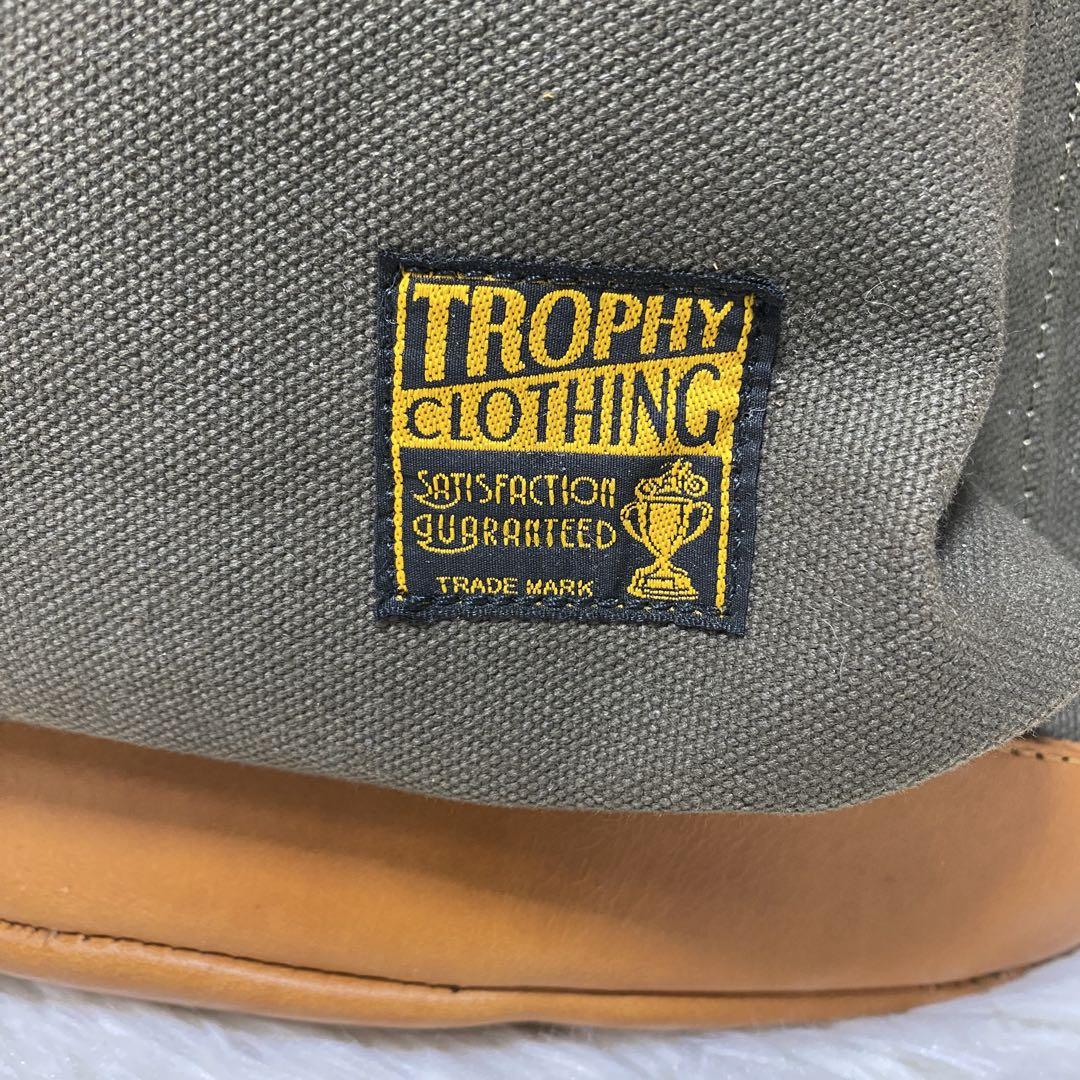 TROPHY
CLOTHING
SATISFACTION
GUARANTEED
TRADE MARK